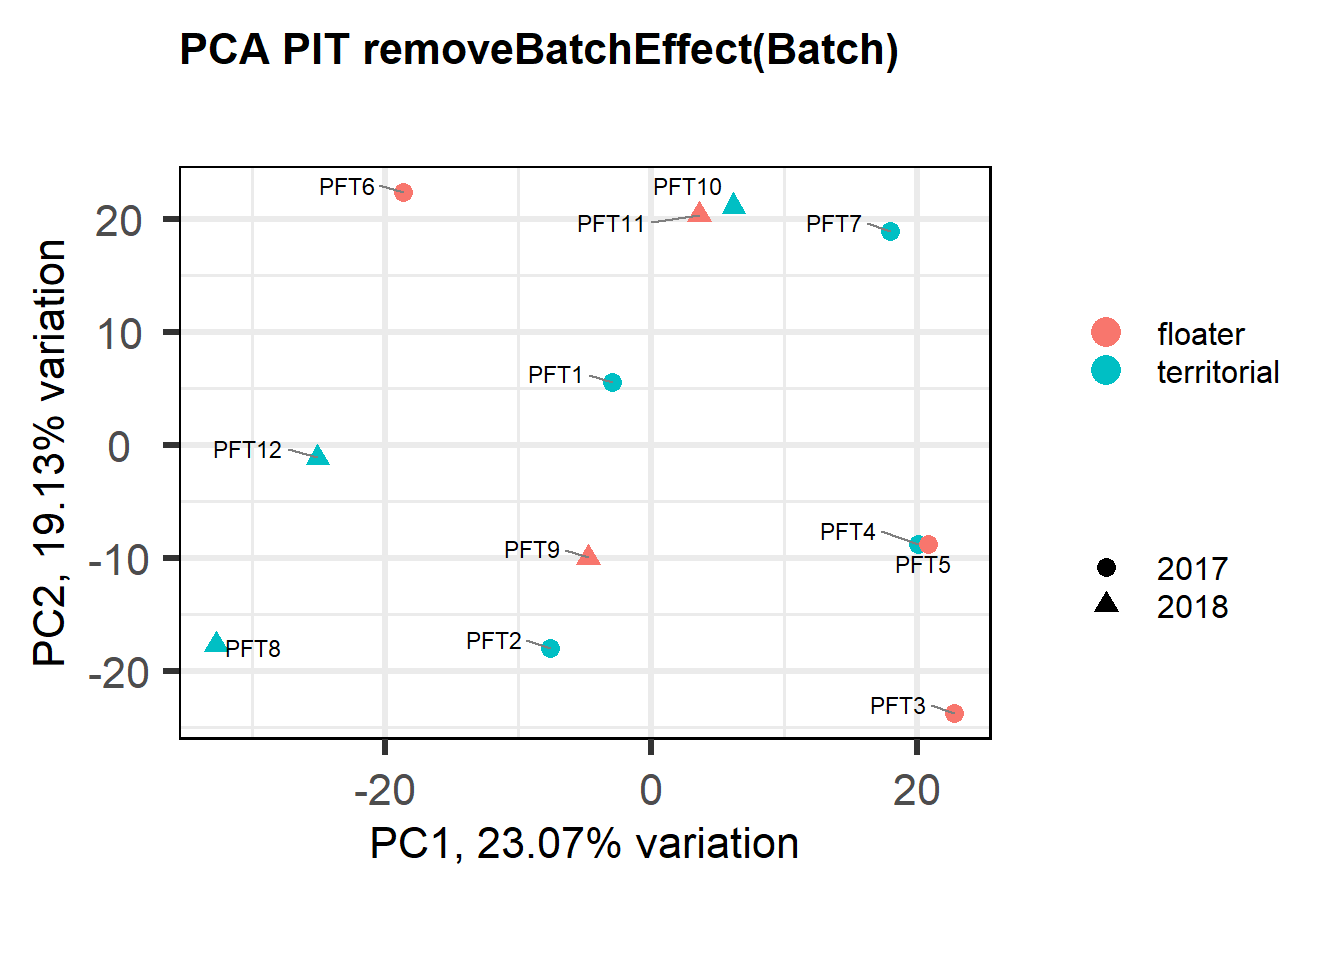 PCA PIT removeBatchEffect(Batch)
PFT6
PFT10
PFT11
PFT7
PFT1
PFT12
PFT4
PFT9
PFT5
PFT2
PFT8
PFT3
20
10
0
-10
-20
PC2, 19.13% variation
-20
0
20
PC1, 23.07% variation
floater
territorial
2017
2018